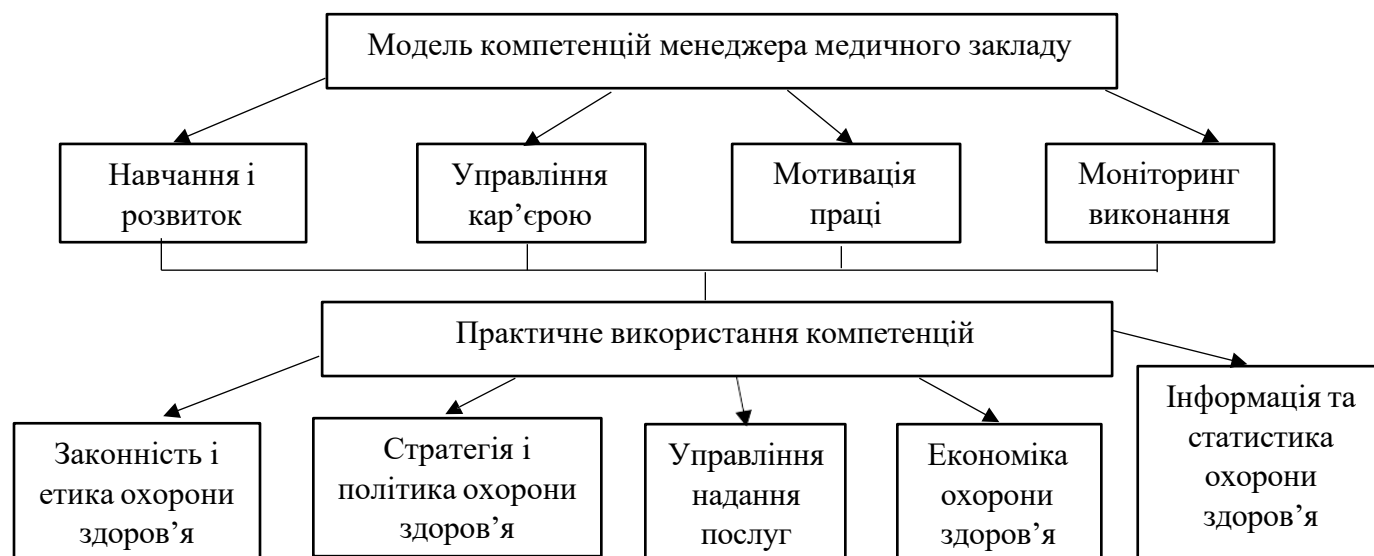 Модель компетенцій менеджера медичного закладу
Навчання і
розвиток
Управління
кар’єрою
Мотивація
праці
Моніторинг
виконання
Практичне використання компетенцій
Законність і
етика охорони
здоров’я
Стратегія і
політика охорони
здоров’я
Управління
надання
послуг
Економіка
охорони
здоров’я
Інформація та
статистика
охорони
здоров’я